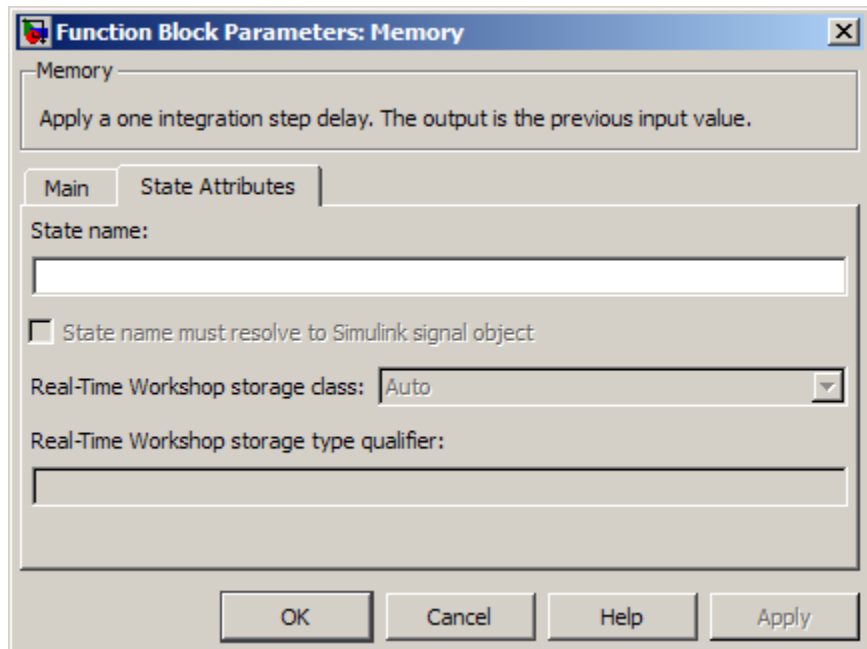 Function Block Parameters: Memory
Memory
Apply a one integration step delay. The output is the previous input value.
Main State Attributes
State name:
State name must resolve to Simulink signal object
Real-Time Workshop storage class: Auto
Real-Time Workshop storage type qualifier:
OK Cancel Help Apply